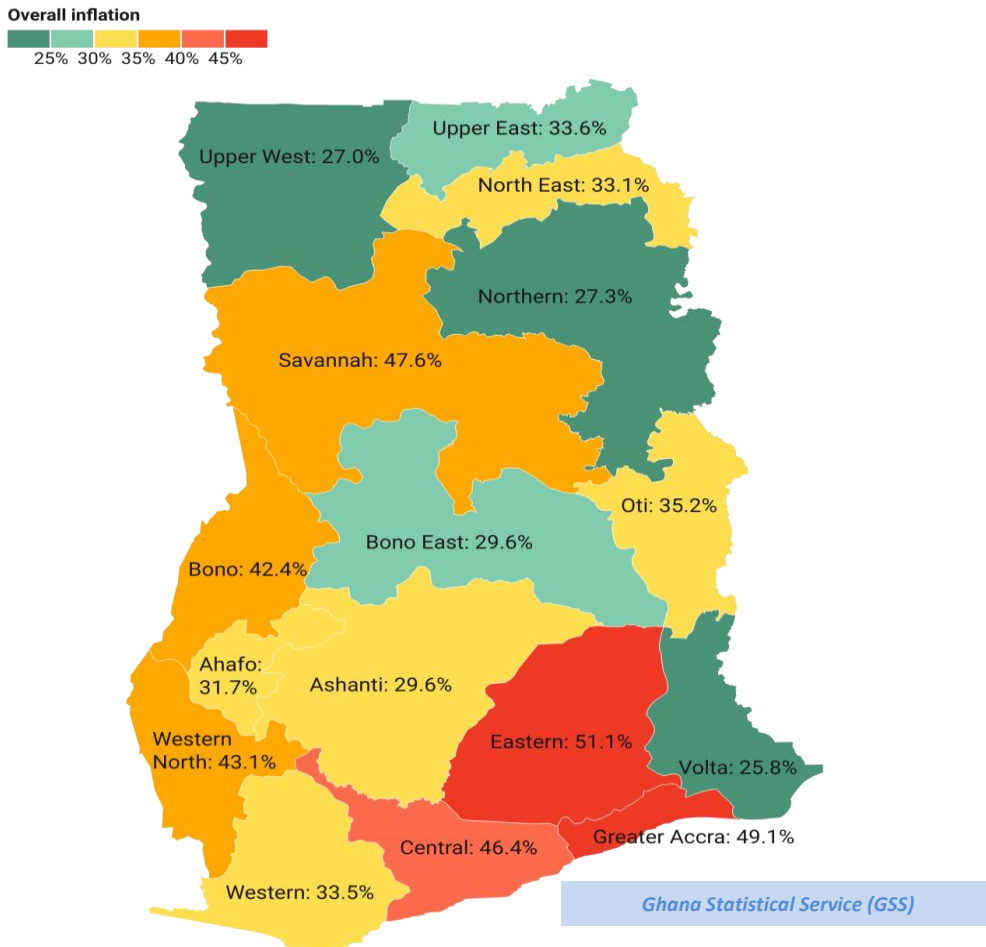 Overall inflation
25% 30% 35% 40% 45%
Upper East: 33.6%
Upper West: 27.0%
North East: 33.1%
Northern: 27.3%
Savannah: 47.6%
Oti: 35.2%
Bono East: 29.6%
Bono: 42.4%
Ahafo:
31.7%
Ashanti: 29.6%
Western
North: 43.1%
Eastern: 51.1%
Volta: 25.8%
Greater Accra: 49.1%
Central: 46.4%
Western: 33.5%
Ghana Statistical Service (GSS)